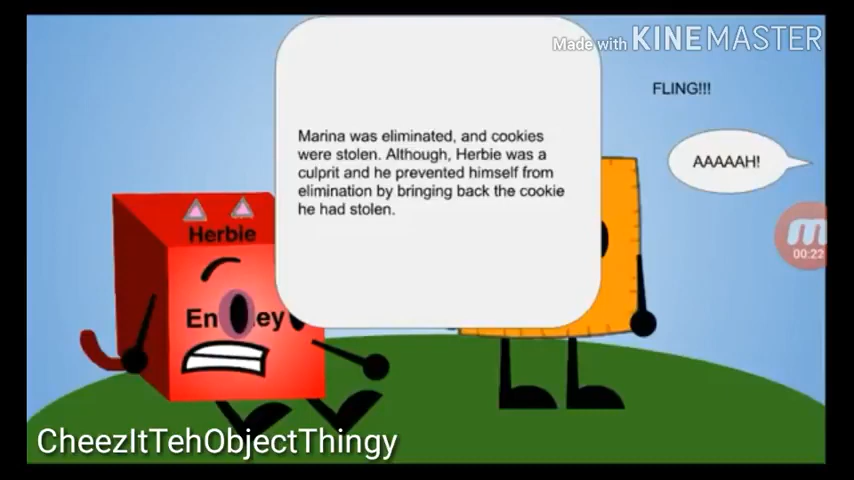 Made with KINEMASTER
FLING!!!
Marina was eliminated, and cookies
were stolen. Although, Herbie was a
culprit and he prevented himself from
elimination by bringing back the cookie
he had stolen.
AAAAAH!
Herbie
00:22
CheezItTehObjectThingy